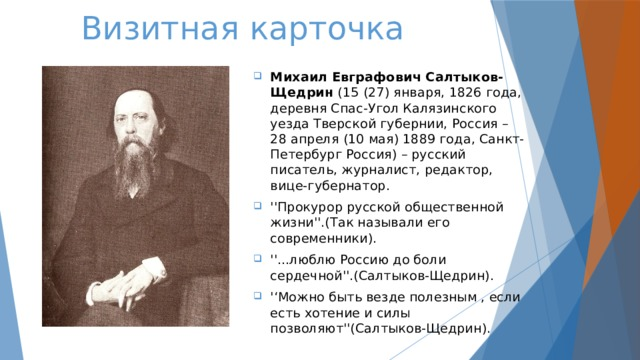 Визитная карточка
Михаил Евграфович Салтыков-
Щедрин (15 (27) января, 1826 года,
деревня Спас-Угол Калязинского
уезда Тверской губернии, Россия –
28 апреля (10 мая) 1889 года, Санкт-
Петербург Россия) – русский
писатель, журналист, редактор,
вице-губернатор.
''Прокурор русской общественной
жизни''.(Так называли его
современники).
''...люблю Россию до боли
сердечной''.(Салтыков-Щедрин).
'’Можно быть везде полезным , если
есть хотение и силы
позволяют''(Салтыков-Щедрин).